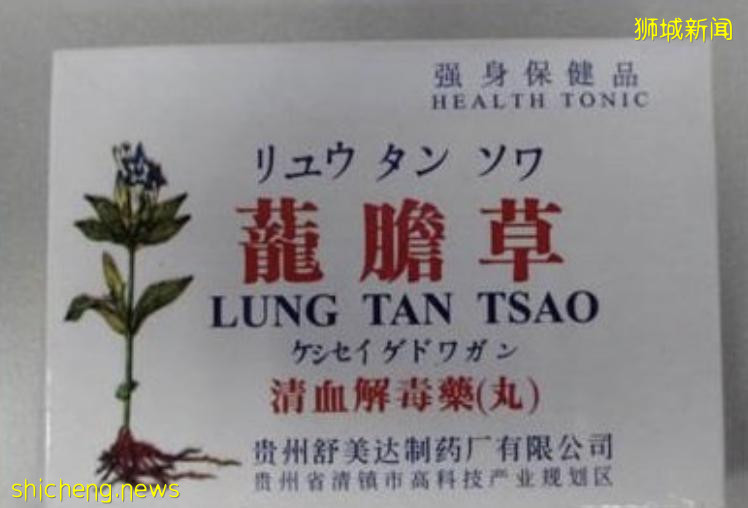 狮城新闻
强身保健品
HEALTH TONIC
リユウ タン ソワ
蘢膽草
LUNG TAN TSAO
ケシセイゲドワガン
清血解毒藥(丸)
贵州舒美达制药厂有限公司
贵州省清镇市高科技产业规划区
shicheng.news